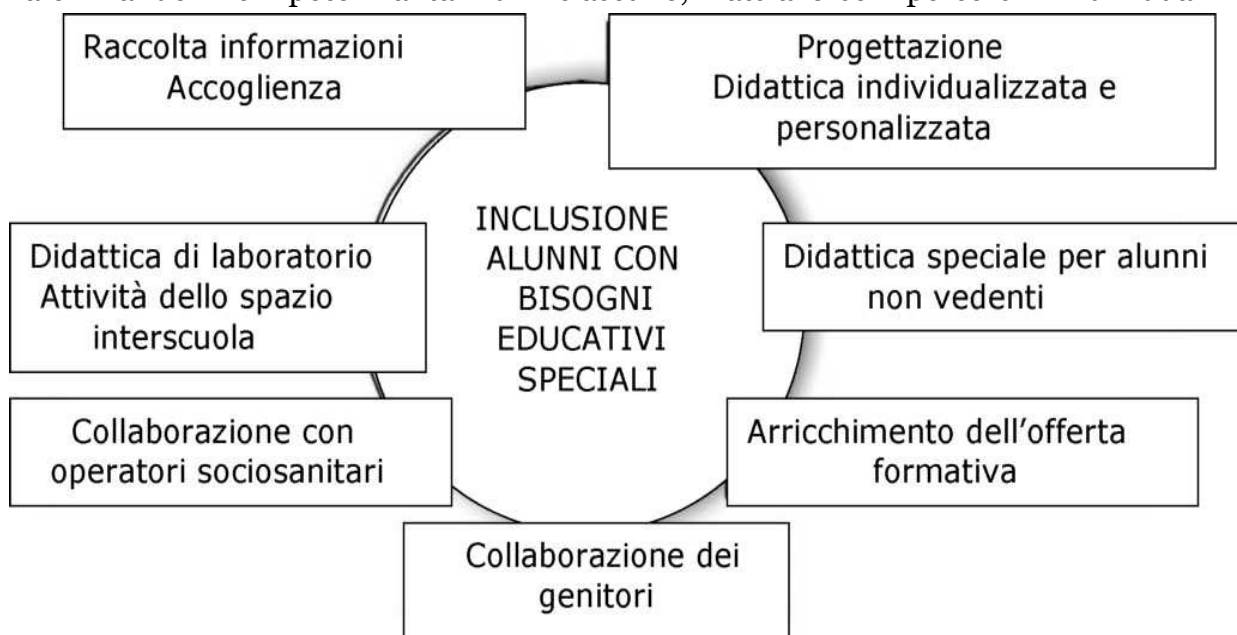 Raccolta informazioni
Accoglienza
Progettazione
Didattica individualizzata e
personalizzata
INCLUSIONE
ALUNNI CON
BISOGNI
EDUCATIVI
SPECIALI
Didattica di laboratorio
Attività dello spazio
interscuola
Didattica speciale per alunni
non vedenti
Collaborazione con
operatori sociosanitari
Arricchimento dell’offerta
formativa
Collaborazione dei
genitori